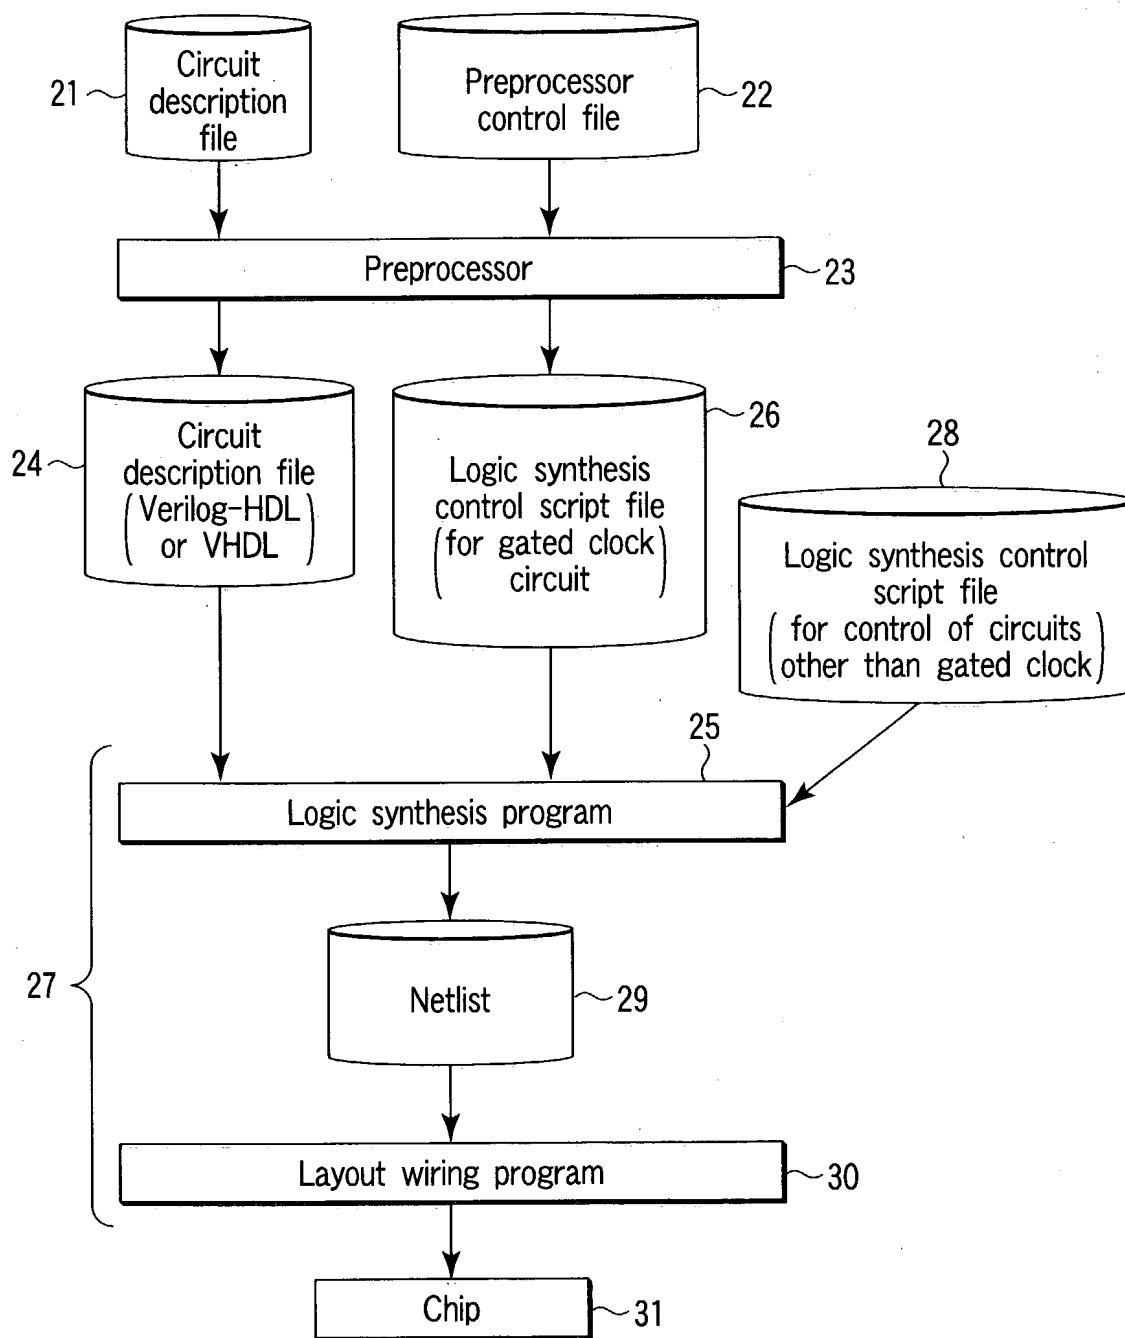 21
Circuit
description
file
Preprocessor
control file
22
Preprocessor
23
24
Circuit
description file
(Verilog-HDL
or VHDL)
Logic synthesis
control script file
(for gated clock
circuit)
26
28
Logic synthesis control
script file
(for control of circuits
other than gated clock)
25
Logic synthesis program
27
Netlist
29
Layout wiring program
30
Chip
31